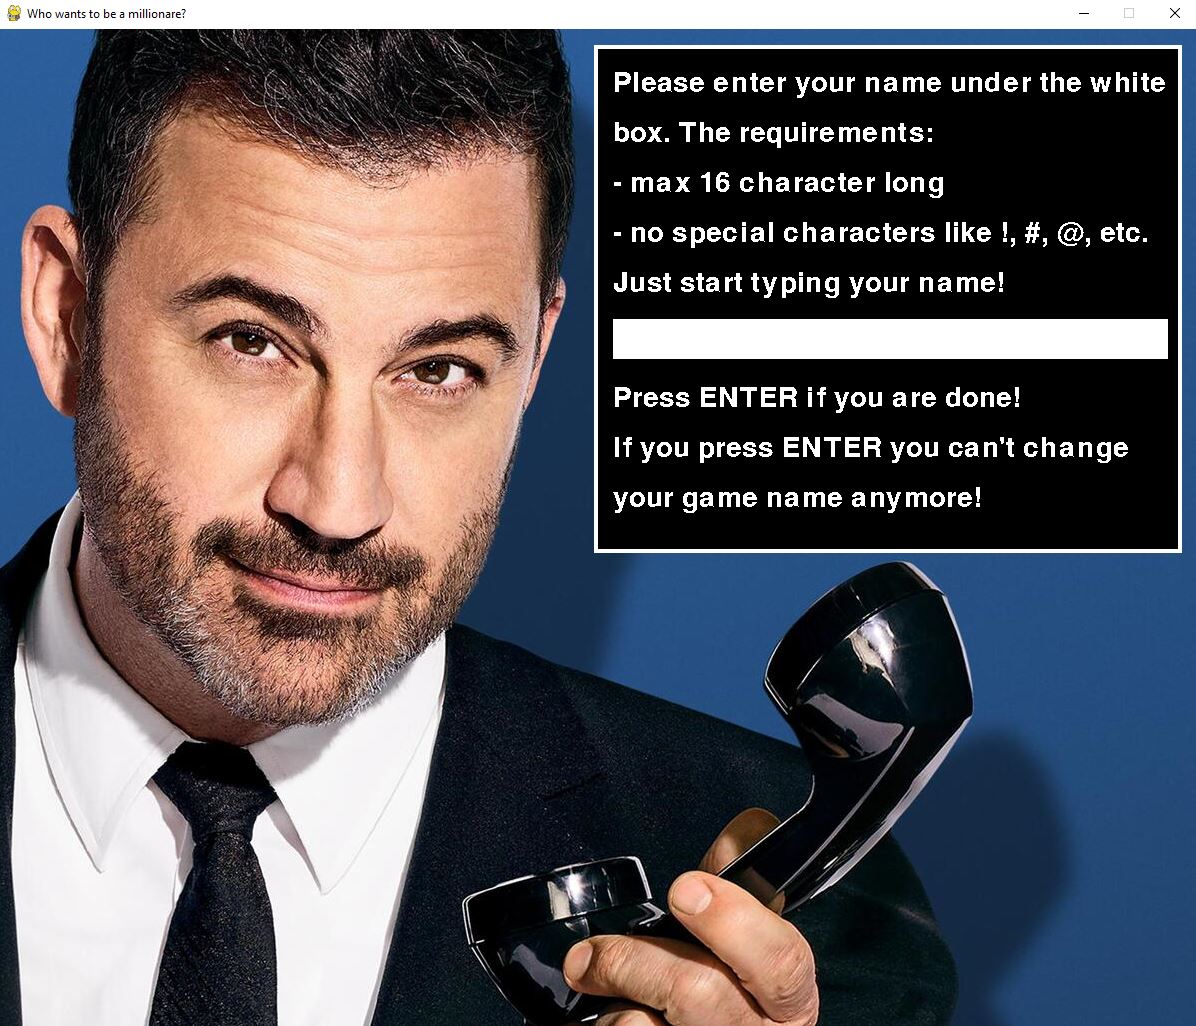 Who wants to be a millionare?
Please enter your name under the white
box. The requirements:
- max 16 character long
- no special characters like !, #, @, etc.
Just start typing your name!
Press ENTER if you are done!
If you press ENTER you can't change
your game name anymore!